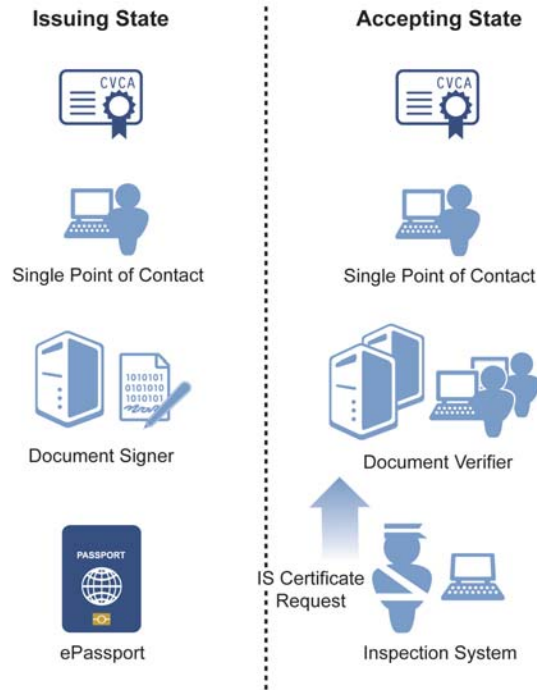 Issuing State
Accepting State
CVCA
CVCA
Single Point of Contact
Single Point of Contact
1010101
0101010
1010101
Document Signer
Document Verifier
PASSPORT
IS Certificate
Request
ePassport
Inspection System